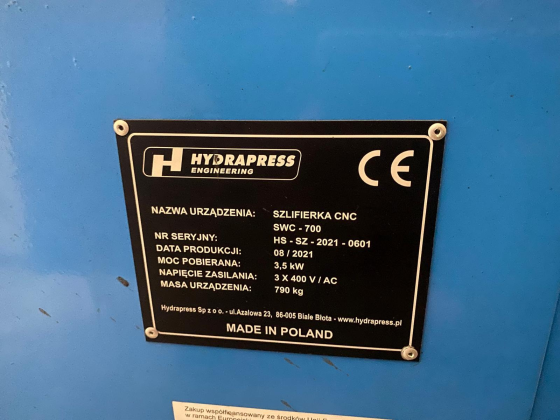 H HYDRAPRESS
ENGINEERING
CE
NAZWA URZĄDZENIA: SZLIFIERKA CNC
SWC - 700
NR SERYJNY: HS - SZ - 2021 - 0601
DATA PRODUKCJI: 08 / 2021
MOC POBIERANA: 3,5 kW
NAPIĘCIE ZASILANIA: 3 X 400 V / AC
MASA URZĄDZENIA: 790 kg
Hydrapress Sp z o o. - ul.Azalowa 23, 86-005 Białe Błota - www.hydrapress.pl
MADE IN POLAND
Zakup współfinansowany ze środków Unii
w ramach